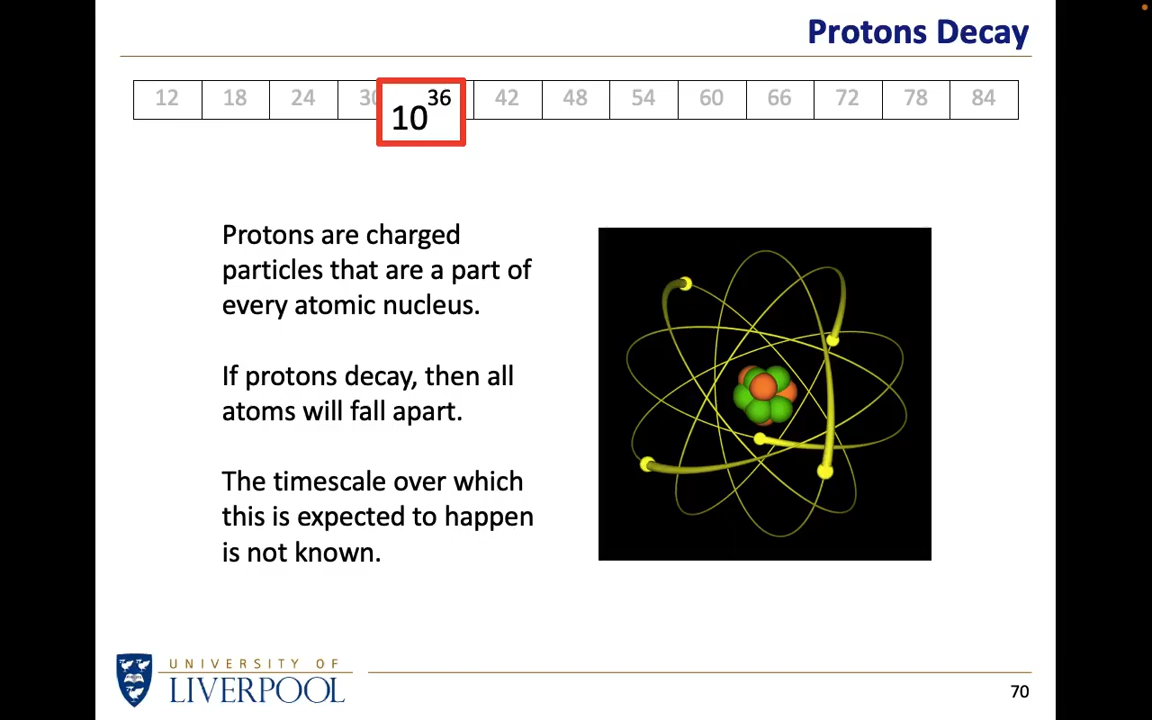 Protons Decay
12 18 24 30 10^36 42 48 54 60 66 72 78 84
Protons are charged
particles that are a part of
every atomic nucleus.
If protons decay, then all
atoms will fall apart.
The timescale over which
this is expected to happen
is not known.
UNIVERSITY OF
LIVERPOOL
70